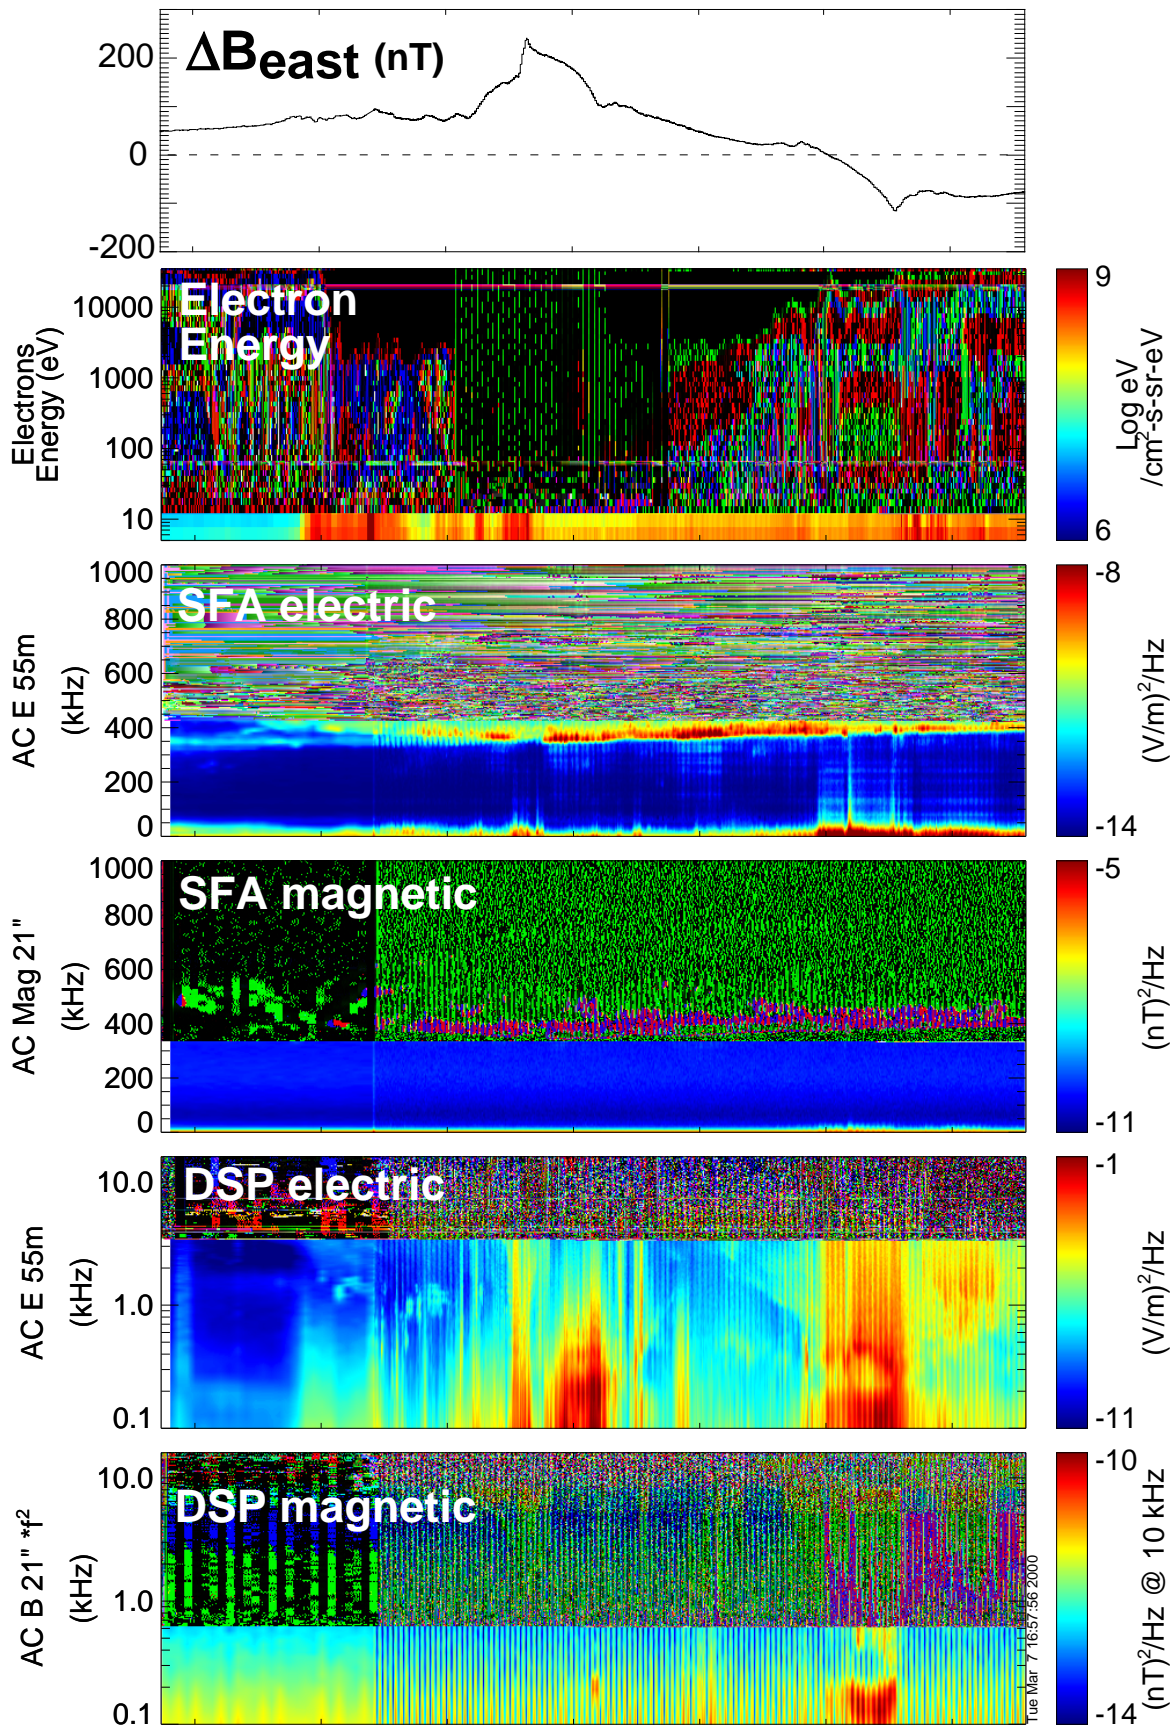 ΔBeast (nT)
200
0
-200
Electron
Energy
Electrons
Energy (eV)
10000
1000
100
10
9
6
Log eV
/cm2-s-sr-eV
SFA electric
AC E 55m
(kHz)
1000
800
600
400
200
0
-8
-14
(V/m)2/Hz
SFA magnetic
AC Mag 21"
(kHz)
1000
800
600
400
200
0
-5
-11
(nT)2/Hz
DSP electric
AC E 55m
(kHz)
10.0
1.0
0.1
-1
-11
(V/m)2/Hz
DSP magnetic
AC B 21" *f2
(kHz)
10.0
1.0
0.1
-10
-14
(nT)2/Hz @ 10 kHz
Tue Mar 7 16:57:56 2000